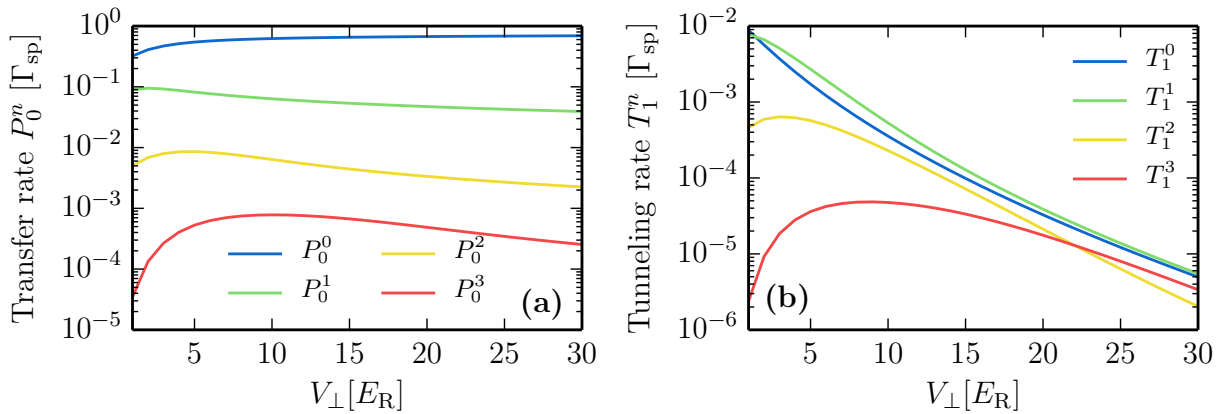 Transfer rate P_0^n [Γ_sp]
10^0
10^-1
10^-2
10^-3
10^-4
10^-5
P_0^0
P_0^1
P_0^2
P_0^3
(a)
5 10 15 20 25 30
V_⊥[E_R]
Tunneling rate T_1^n [Γ_sp]
10^-2
10^-3
10^-4
10^-5
10^-6
T_1^0
T_1^1
T_1^2
T_1^3
(b)
5 10 15 20 25 30
V_⊥[E_R]